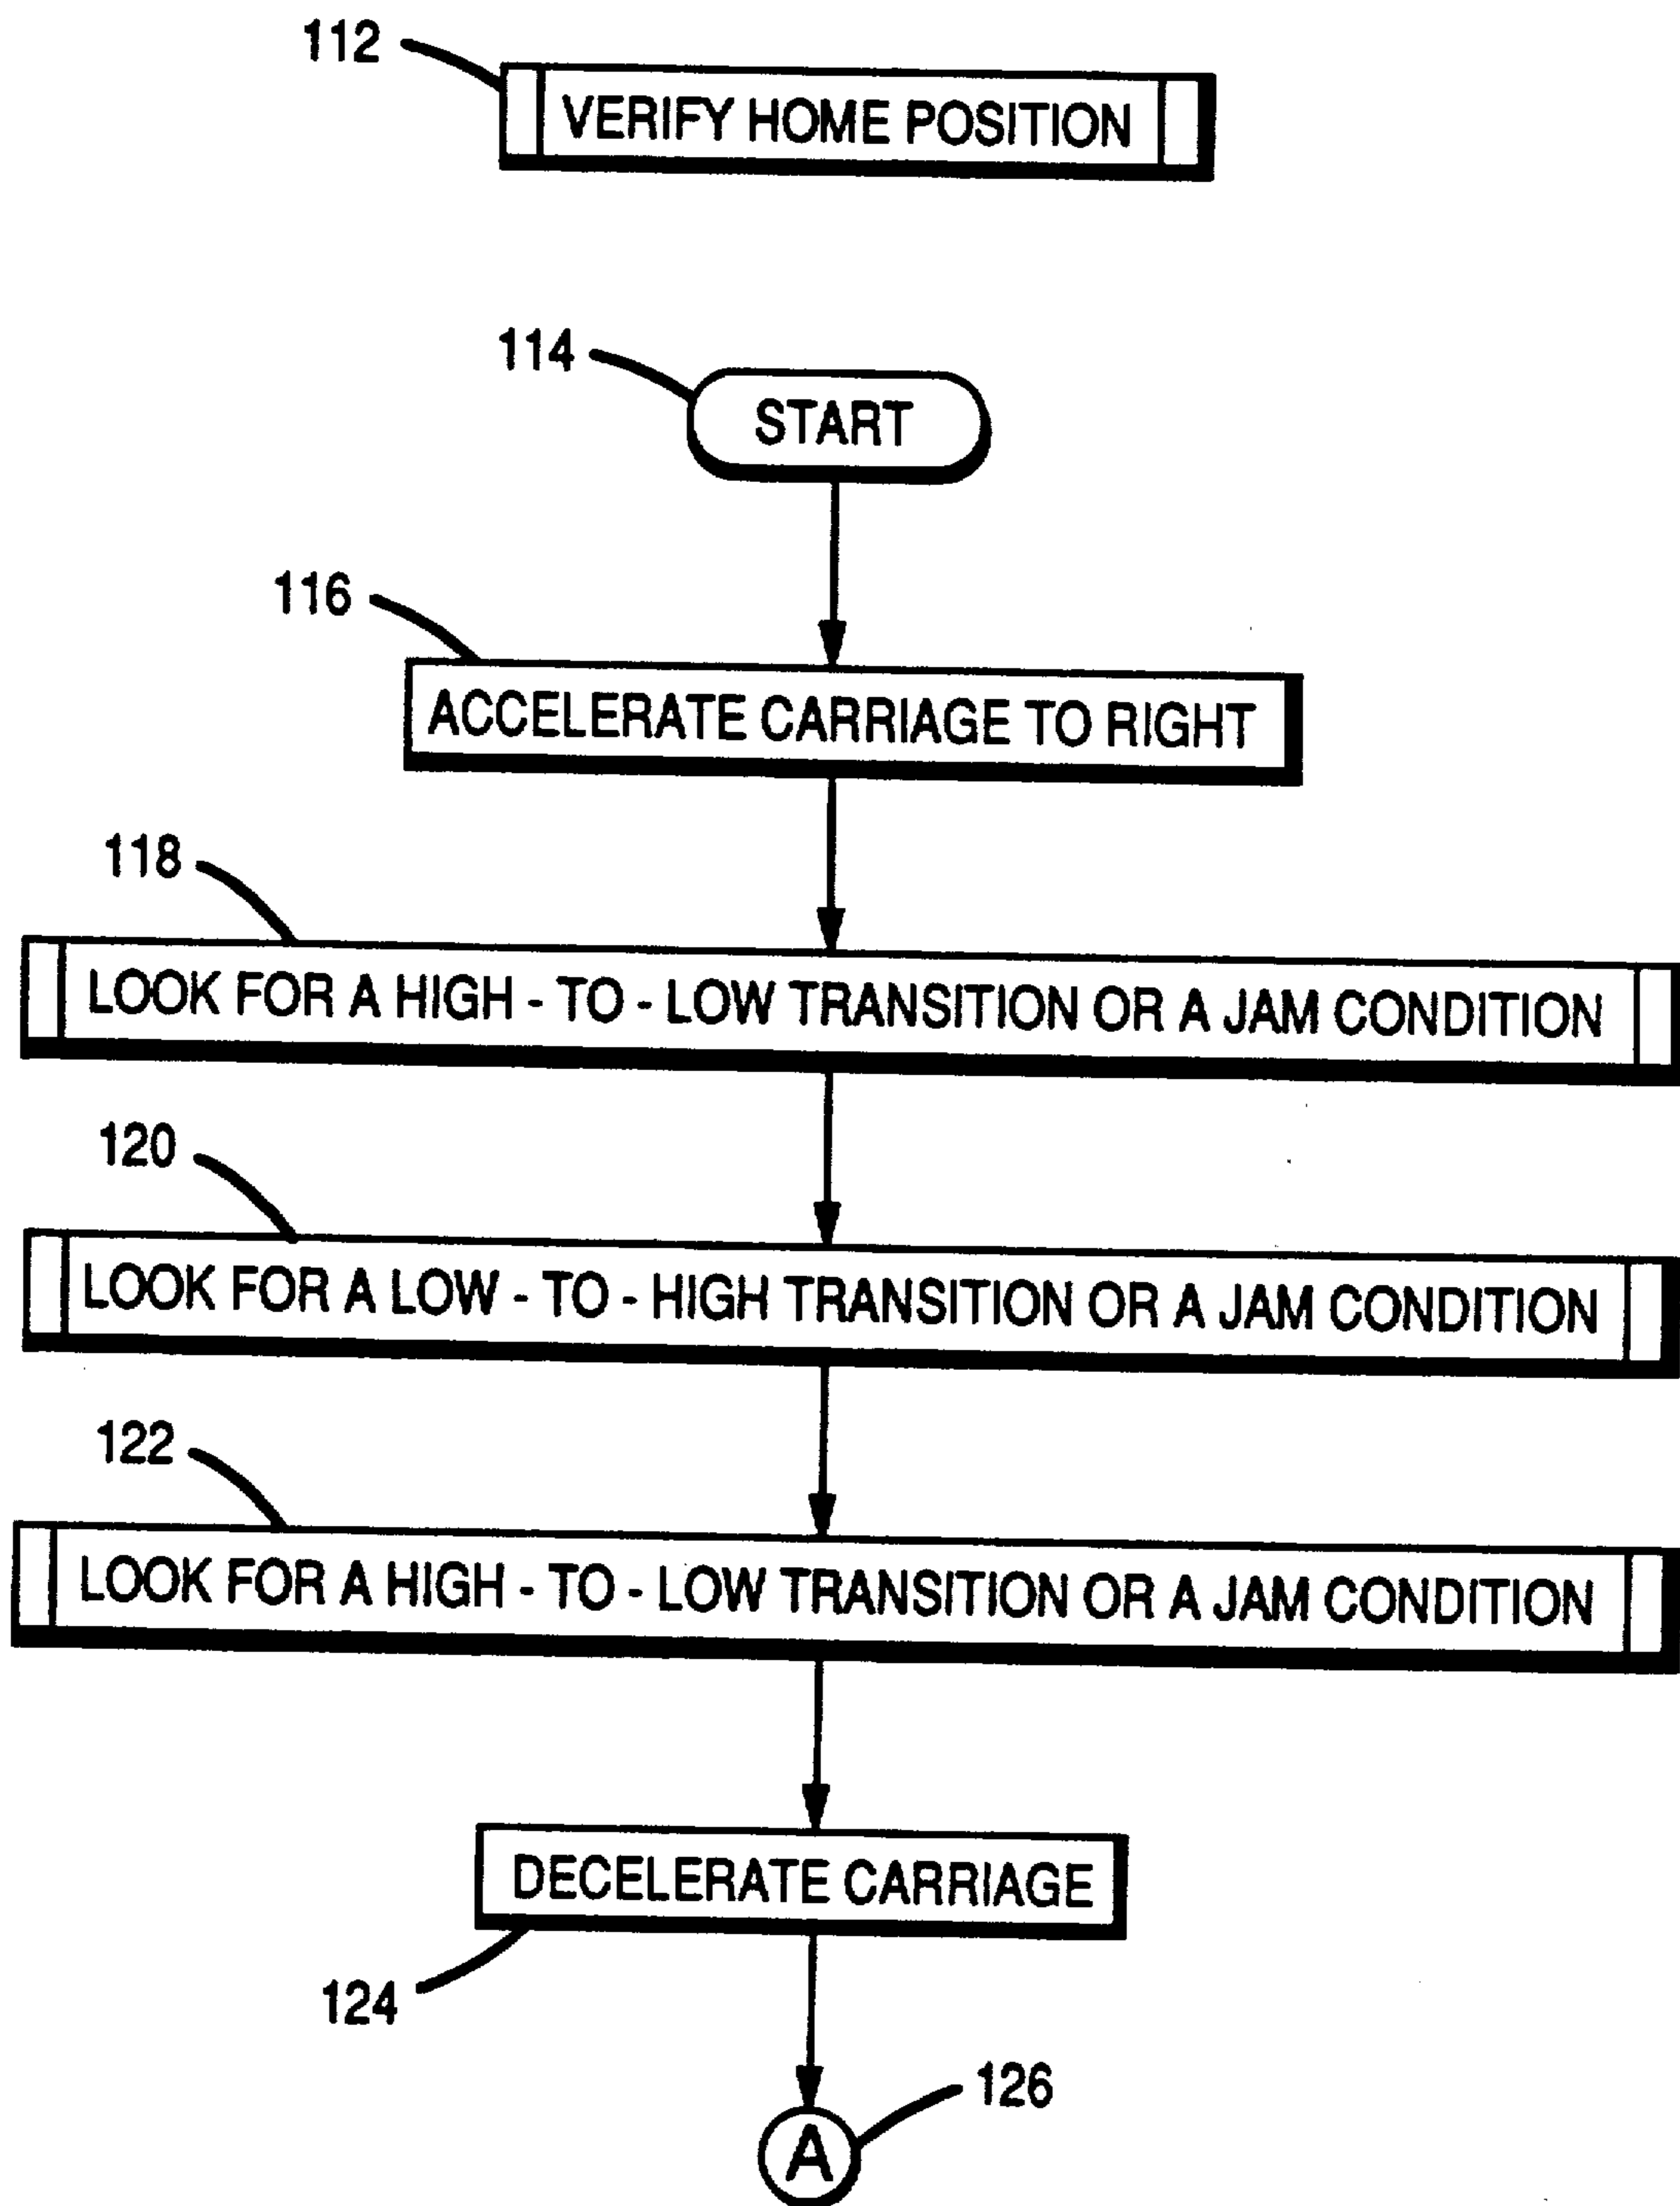 112
VERIFY HOME POSITION
114
START
116
ACCELERATE CARRIAGE TO RIGHT
118
LOOK FOR A HIGH - TO - LOW TRANSITION OR A JAM CONDITION
120
LOOK FOR A LOW - TO - HIGH TRANSITION OR A JAM CONDITION
122
LOOK FOR A HIGH - TO - LOW TRANSITION OR A JAM CONDITION
DECELERATE CARRIAGE
124
126
A